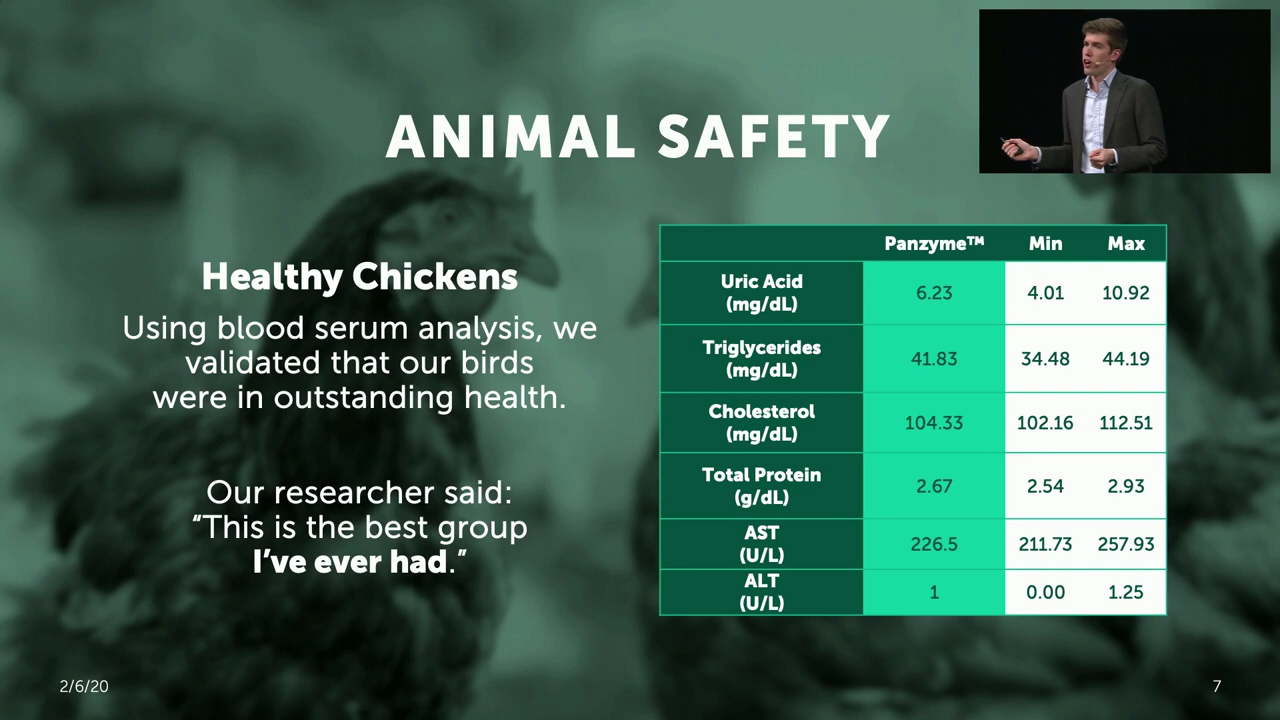 ANIMAL SAFETY
Healthy Chickens
Using blood serum analysis, we
validated that our birds
were in outstanding health.
Our researcher said:
“This is the best group
I’ve ever had.”
Panzyme™ Min Max
Uric Acid
(mg/dL) 6.23 4.01 10.92
Triglycerides
(mg/dL) 41.83 34.48 44.19
Cholesterol
(mg/dL) 104.33 102.16 112.51
Total Protein
(g/dL) 2.67 2.54 2.93
AST
(U/L) 226.5 211.73 257.93
ALT
(U/L) 1 0.00 1.25
2/6/20
7